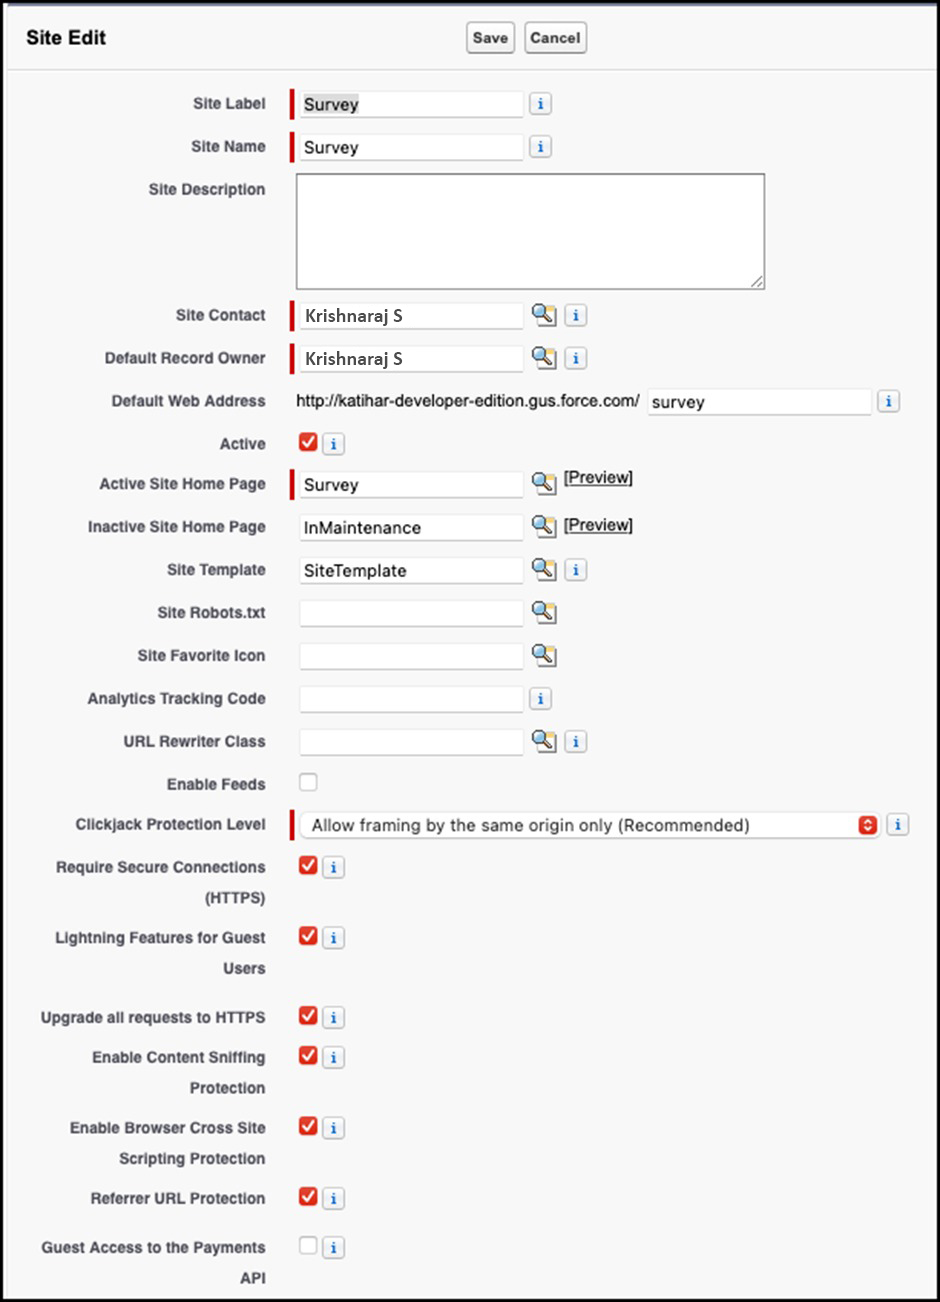 Site Edit
Save
Cancel
Site Label Survey i
Site Name Survey i
Site Description
Site Contact Krishnaraj S i
Default Record Owner Krishnaraj S i
Default Web Address http://katihar-developer-edition.gus.force.com/ survey i
Active i
Active Site Home Page Survey [Preview]
Inactive Site Home Page InMaintenance [Preview]
Site Template SiteTemplate i
Site Robots.txt
Site Favorite Icon
Analytics Tracking Code i
URL Rewriter Class i
Enable Feeds
Clickjack Protection Level Allow framing by the same origin only (Recommended) i
Require Secure Connections i
(HTTPS)
Lightning Features for Guest i
Users
Upgrade all requests to HTTPS i
Enable Content Sniffing i
Protection
Enable Browser Cross Site i
Scripting Protection
Referrer URL Protection i
Guest Access to the Payments i
API